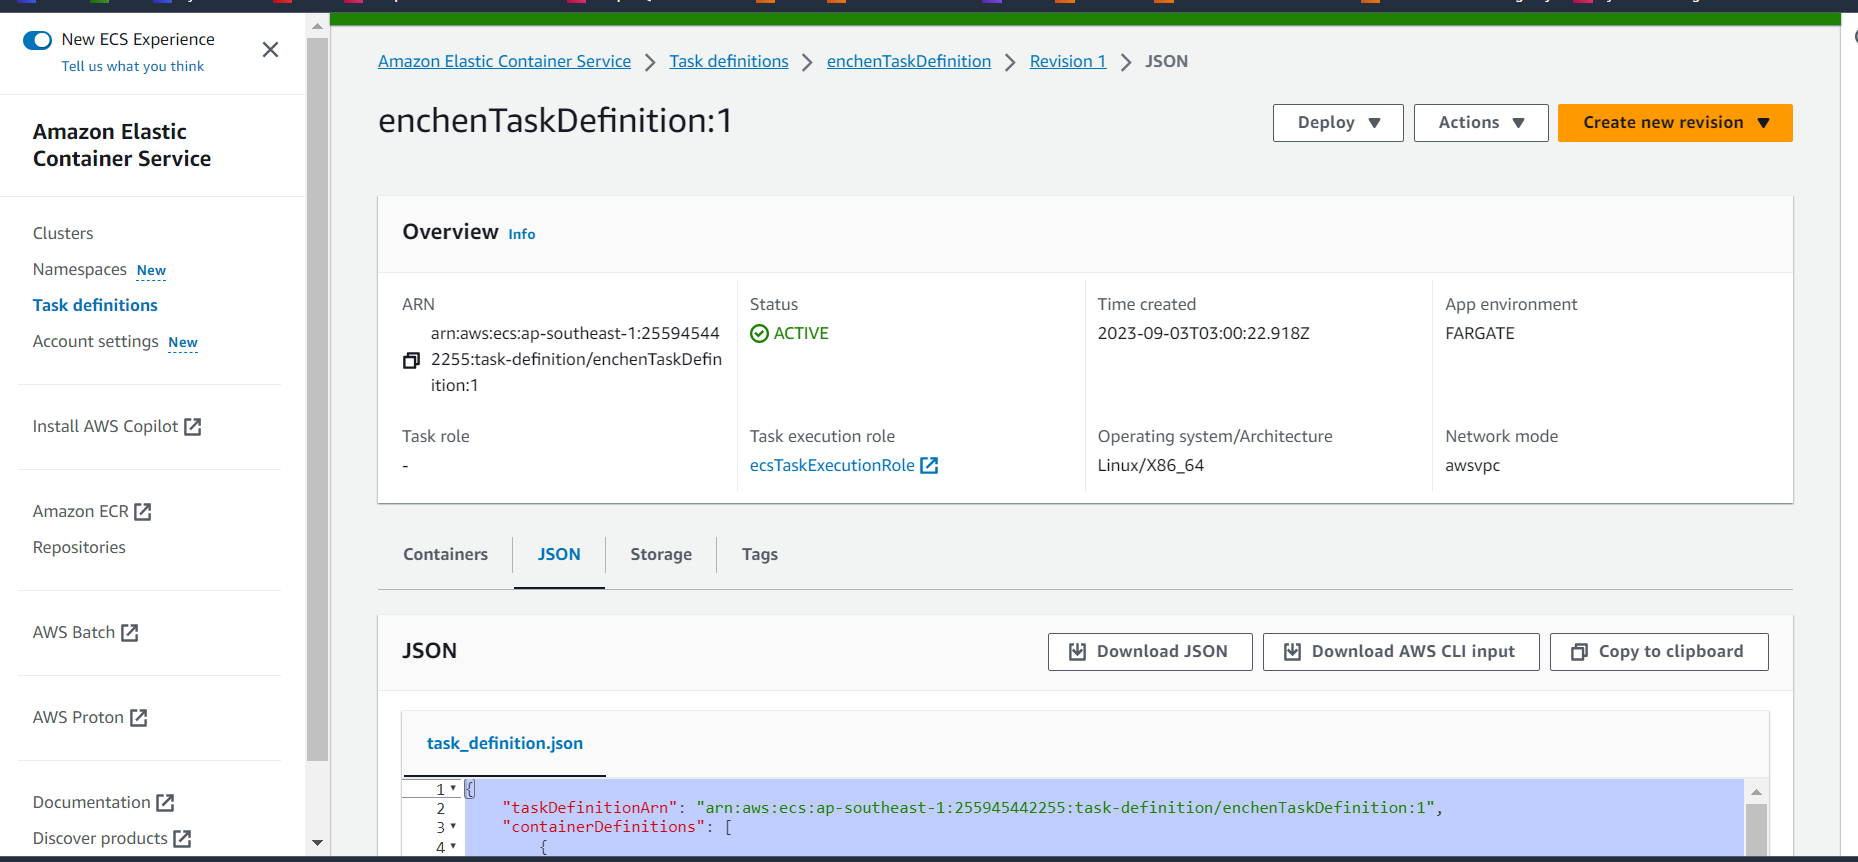 New ECS Experience
Tell us what you think
Amazon Elastic
Container Service
Clusters
Namespaces New
Task definitions
Account settings New
Install AWS Copilot
Amazon ECR
Repositories
AWS Batch
AWS Proton
Documentation
Discover products
Amazon Elastic Container Service > Task definitions > enchenTaskDefinition > Revision 1 > JSON
enchenTaskDefinition:1
Deploy
Actions
Create new revision
Overview Info
ARN
arn:aws:ecs:ap-southeast-1:25594544
2255:task-definition/enchenTaskDefin
ition:1
Status
ACTIVE
Time created
2023-09-03T03:00:22.918Z
App environment
FARGATE
Task role
-
Task execution role
ecsTaskExecutionRole
Operating system/Architecture
Linux/X86_64
Network mode
awsvpc
Containers
JSON
Storage
Tags
JSON
Download JSON
Download AWS CLI input
Copy to clipboard
task_definition.json
1 {
2 "taskDefinitionArn": "arn:aws:ecs:ap-southeast-1:255945442255:task-definition/enchenTaskDefinition:1",
3 "containerDefinitions": [
4 {